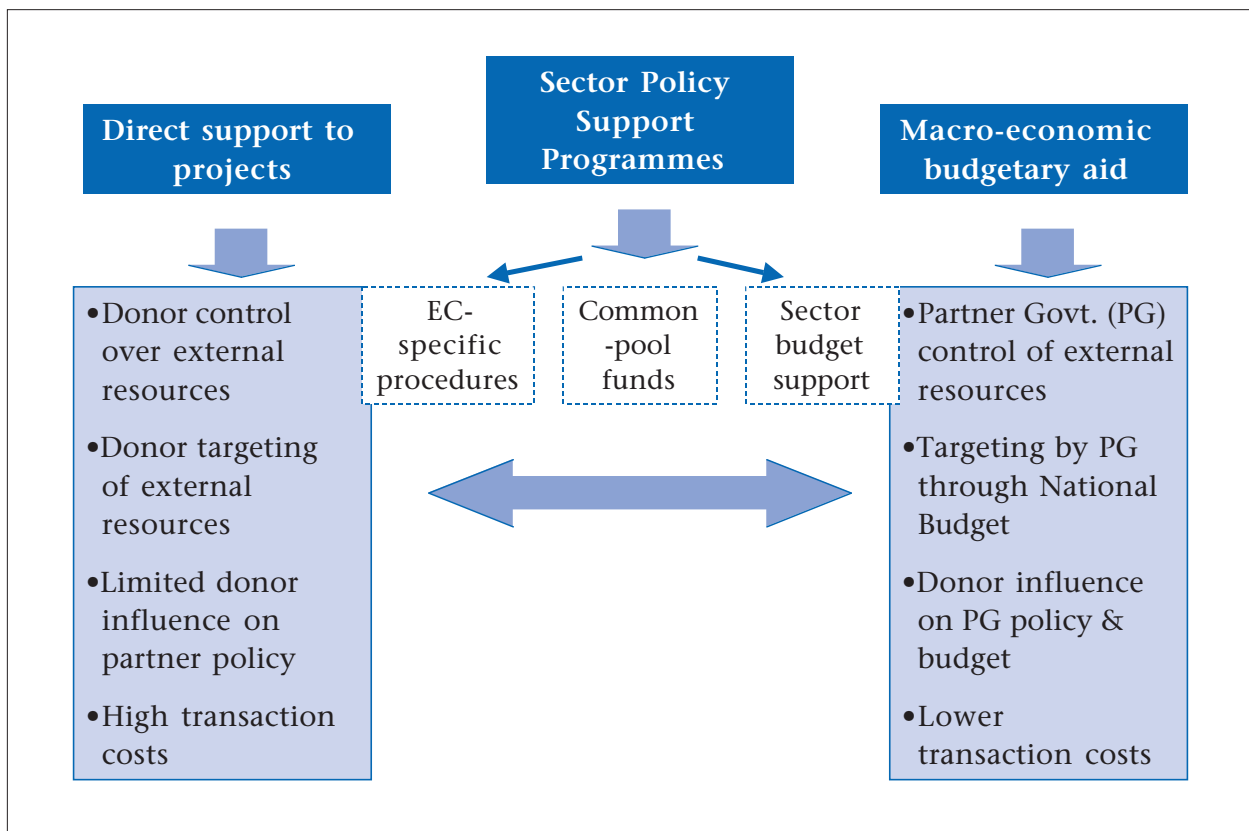 Direct support to
projects
Sector Policy
Support
Programmes
Macro-economic
budgetary aid
•Donor control
over external
resources
•Donor targeting
of external
resources
•Limited donor
influence on
partner policy
•High transaction
costs
EC-
specific
procedures
Common
-pool
funds
Sector
budget
support
•Partner Govt. (PG)
control of external
resources
•Targeting by PG
through National
Budget
•Donor influence
on PG policy &
budget
•Lower
transaction costs